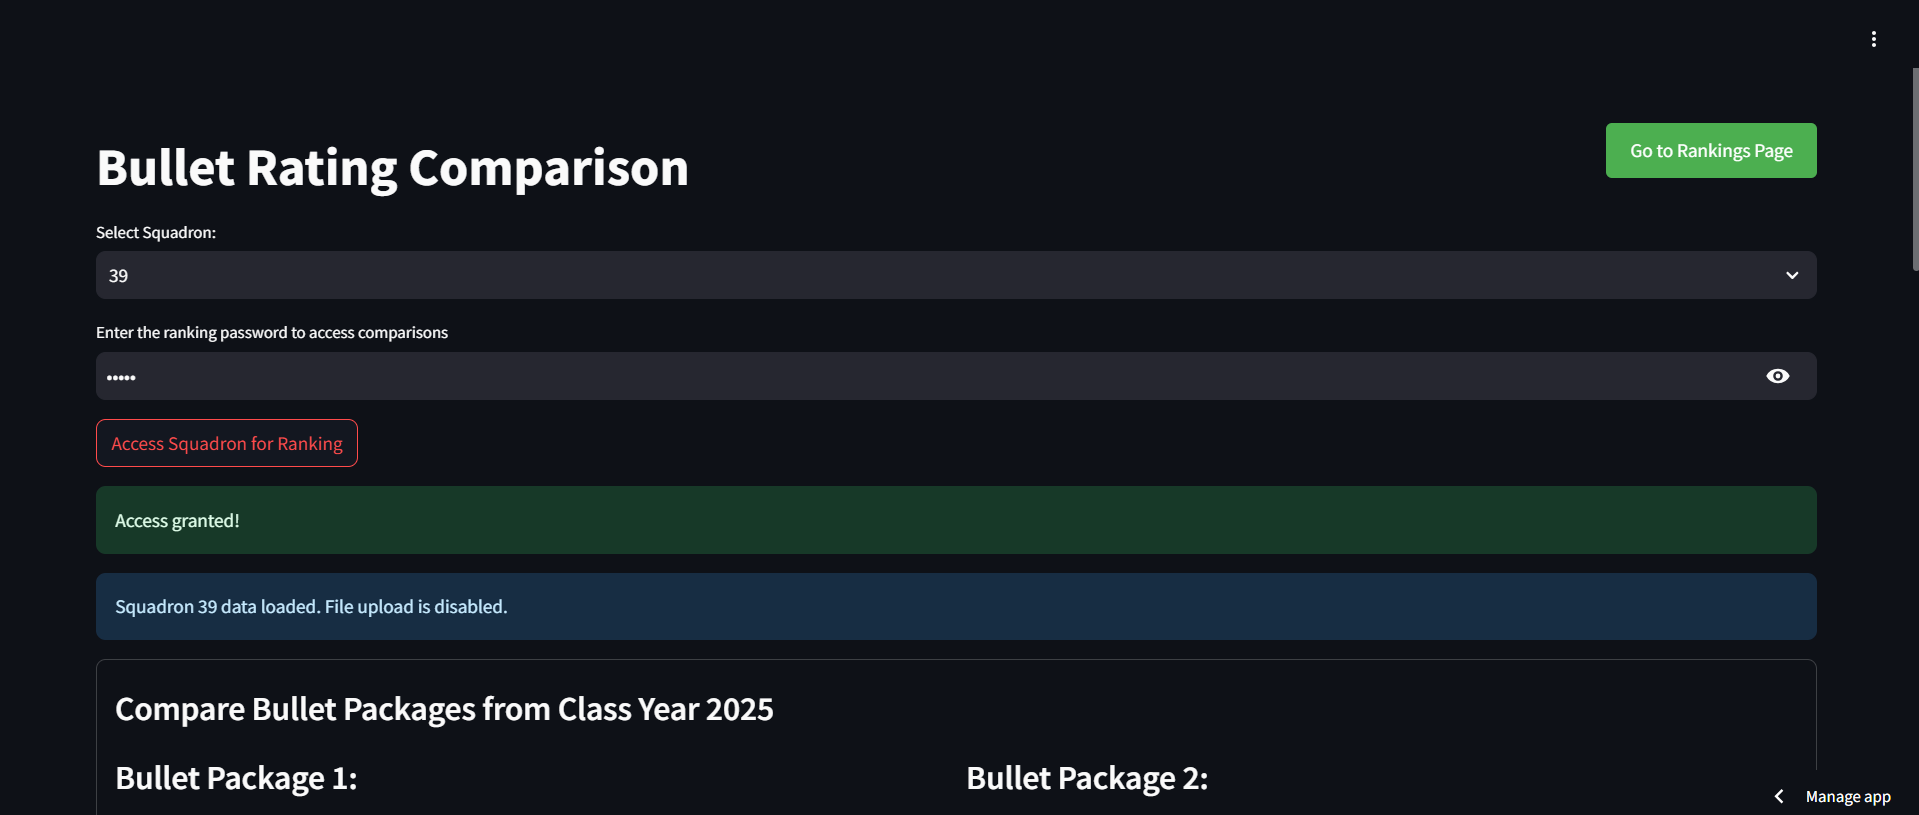 Go to Rankings Page
Bullet Rating Comparison
Select Squadron:
39
Enter the ranking password to access comparisons
•••••
Access Squadron for Ranking
Access granted!
Squadron 39 data loaded. File upload is disabled.
Compare Bullet Packages from Class Year 2025
Bullet Package 1:
Bullet Package 2:
Manage app